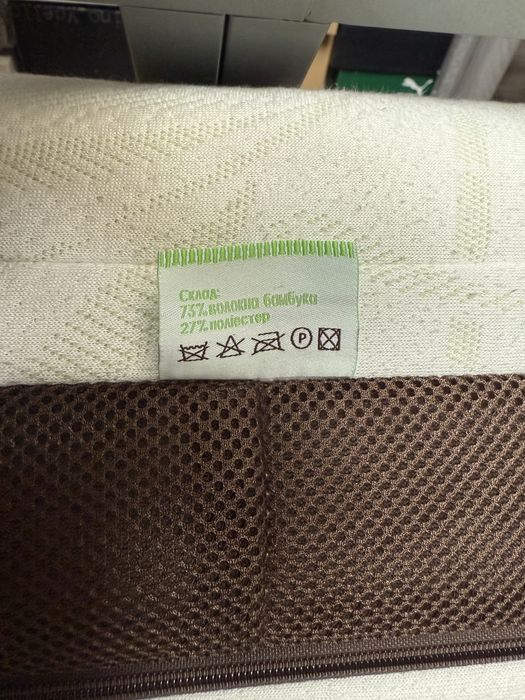 Склад:
73% волокна бамбука
27% поліестер
P